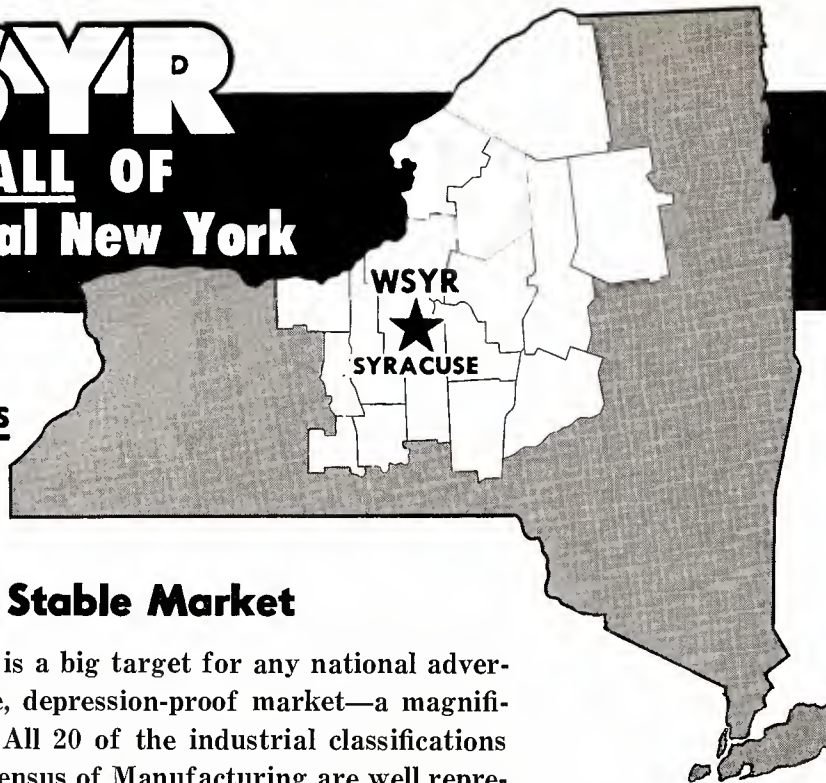 SYR
ALL OF
al New York
WSYR
SYRACUSE
s
Stable Market
is a big target for any national adver-
e, depression-proof market—a magnifi-
All 20 of the industrial classifications
ensus of Manufacturing are well repre-